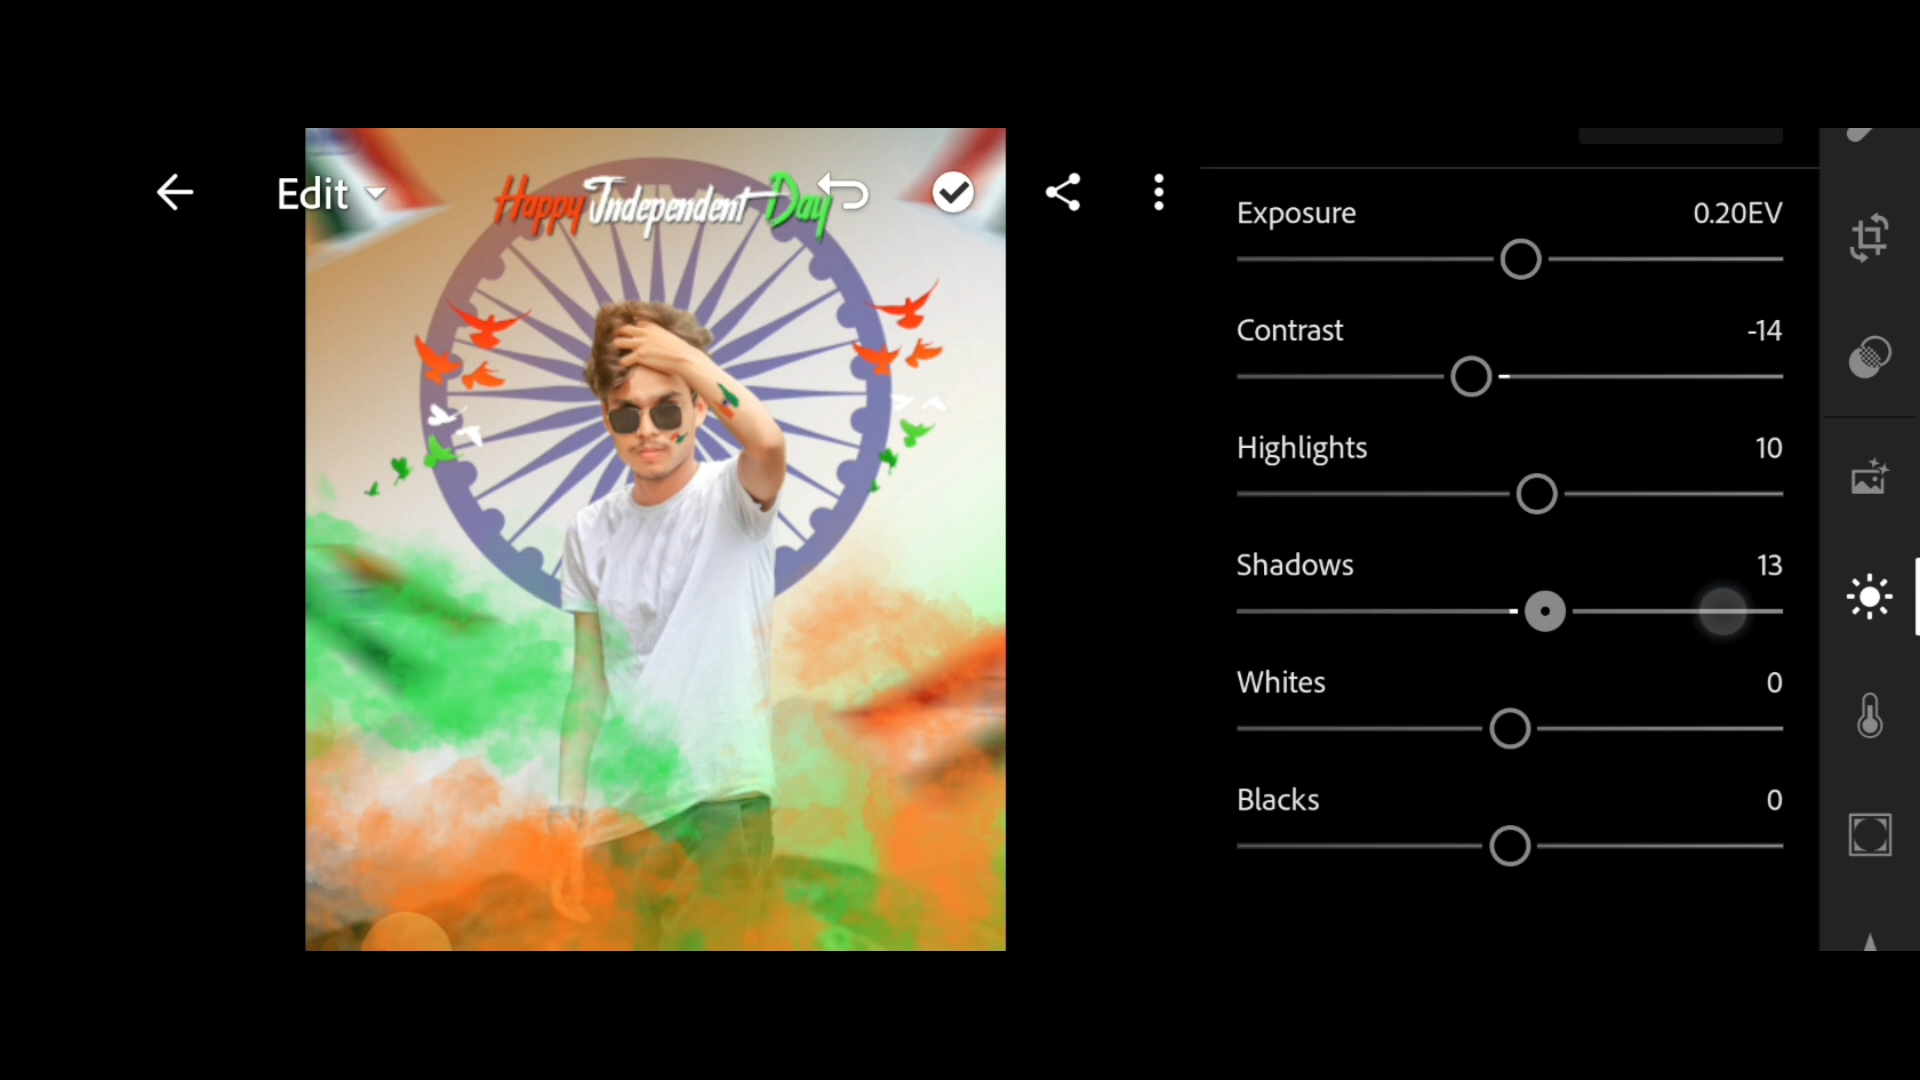 Edit
Happy Independent Day
Exposure 0.20EV
Contrast -14
Highlights 10
Shadows 13
Whites 0
Blacks 0